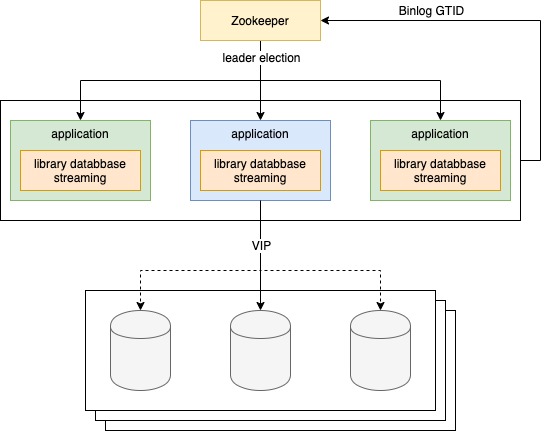 Binlog GTID
Zookeeper
leader election
application
library databbase
streaming
application
library databbase
streaming
application
library databbase
streaming
VIP